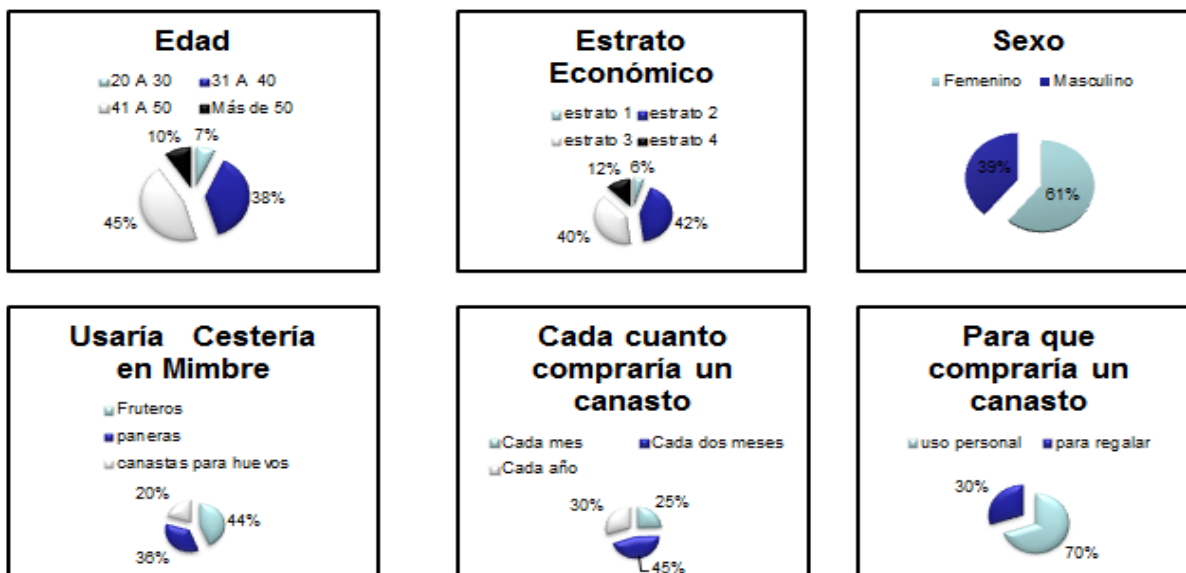 Edad
20 A 30 31 A 40
41 A 50 Más de 50
10% 7%
38%
45%
Estrato
Económico
estrato 1 estrato 2
estrato 3 estrato 4
12% 6%
40% 42%
Sexo
Femenino Masculino
39%
61%
Usaría Cestería
en Mimbre
Fruteros
paneras
canastas para huevos
20%
44%
36%
Cada cuanto
compraría un
canasto
Cada mes Cada dos meses
Cada año
30% 25%
45%
Para que
compraría un
canasto
uso personal para regalar
30%
70%